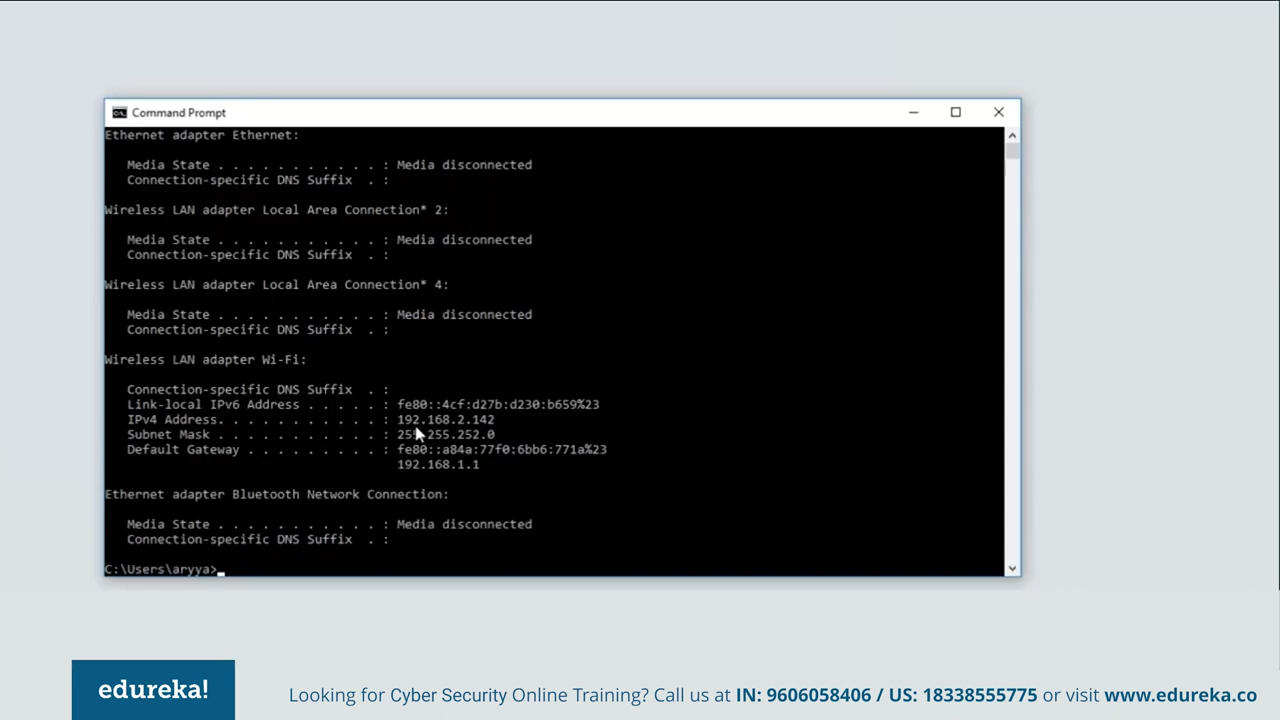 Command Prompt
Ethernet adapter Ethernet:
Media State . . . . . . . . . . . : Media disconnected
Connection-specific DNS Suffix . :
Wireless LAN adapter Local Area Connection* 2:
Media State . . . . . . . . . . . : Media disconnected
Connection-specific DNS Suffix . :
Wireless LAN adapter Local Area Connection* 4:
Media State . . . . . . . . . . . : Media disconnected
Connection-specific DNS Suffix . :
Wireless LAN adapter Wi-Fi:
Connection-specific DNS Suffix . :
Link-local IPv6 Address . . . . . : fe80::4cf:d27b:d230:b659%23
IPv4 Address. . . . . . . . . . . : 192.168.2.142
Subnet Mask . . . . . . . . . . . : 255.255.252.0
Default Gateway . . . . . . . . . : fe80::a84a:77f0:6bb6:771a%23
192.168.1.1
Ethernet adapter Bluetooth Network Connection:
Media State . . . . . . . . . . . : Media disconnected
Connection-specific DNS Suffix . :
C:\Users\aryya>
edureka!
Looking for Cyber Security Online Training? Call us at IN: 9606058406 / US: 18338555775 or visit www.edureka.co